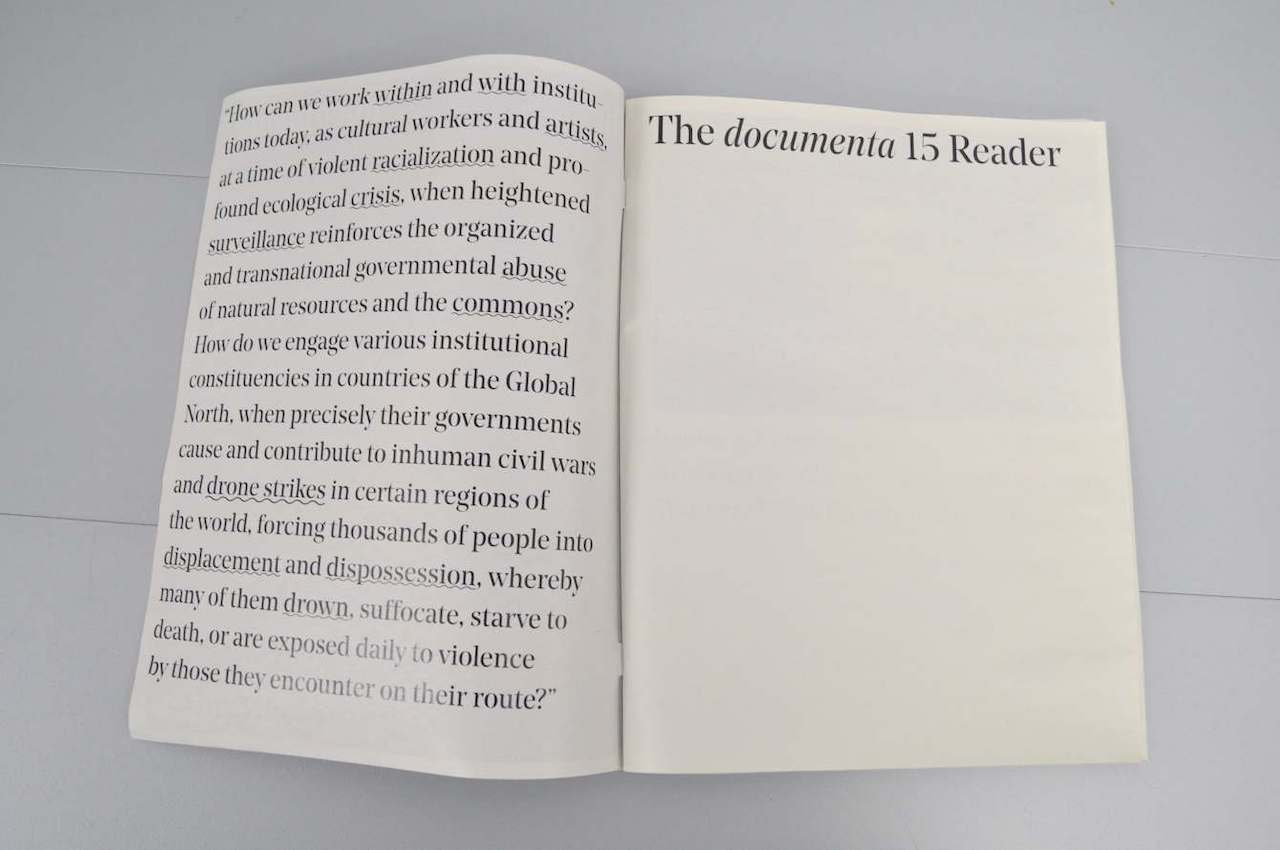 “How can we work within and with institu-
tions today, as cultural workers and artists,
at a time of violent racialization and pro-
found ecological crisis, when heightened
surveillance reinforces the organized
and transnational governmental abuse
of natural resources and the commons?
How do we engage various institutional
constituencies in countries of the Global
North, when precisely their governments
cause and contribute to inhuman civil wars
and drone strikes in certain regions of
the world, forcing thousands of people into
displacement and dispossession, whereby
many of them drown, suffocate, starve to
death, or are exposed daily to violence
by those they encounter on their route?”
The documenta 15 Reader